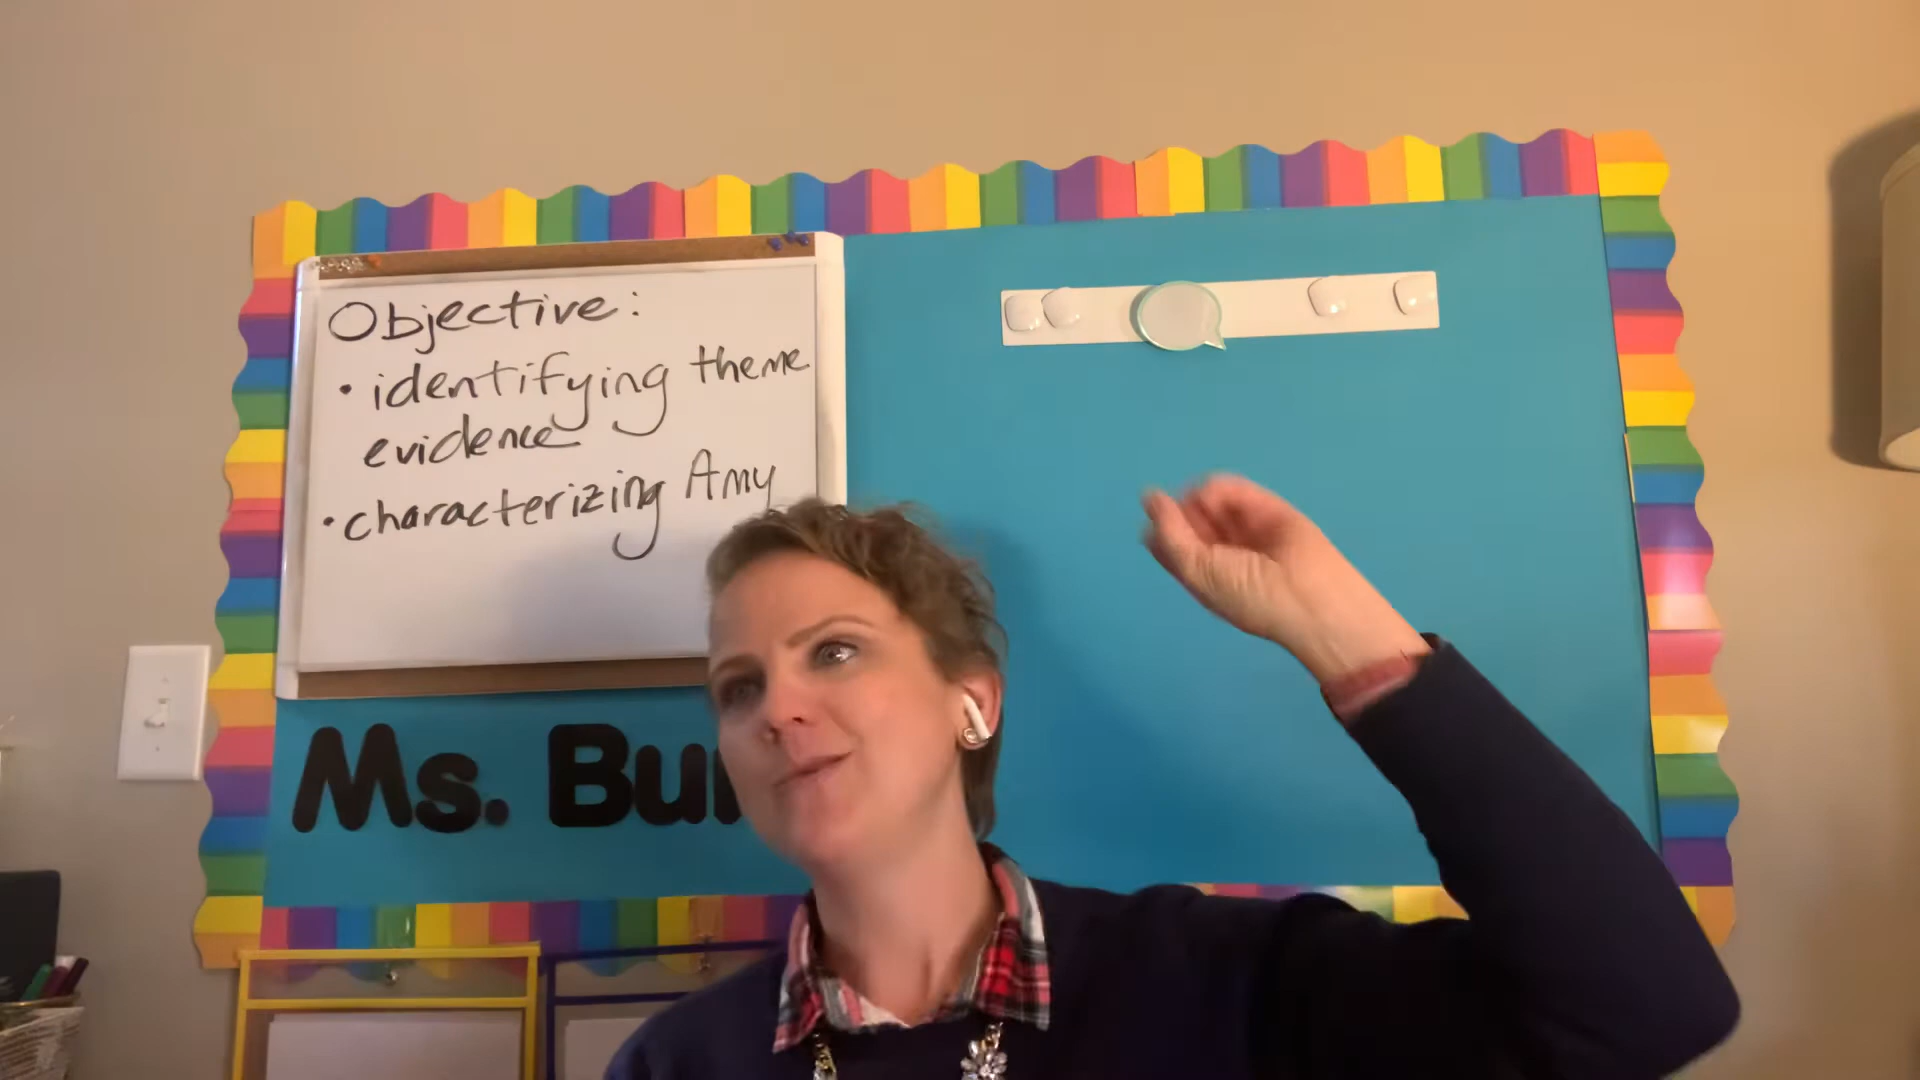 Objective:
• identifying theme
evidence
• characterizing Amy
Ms. Bu